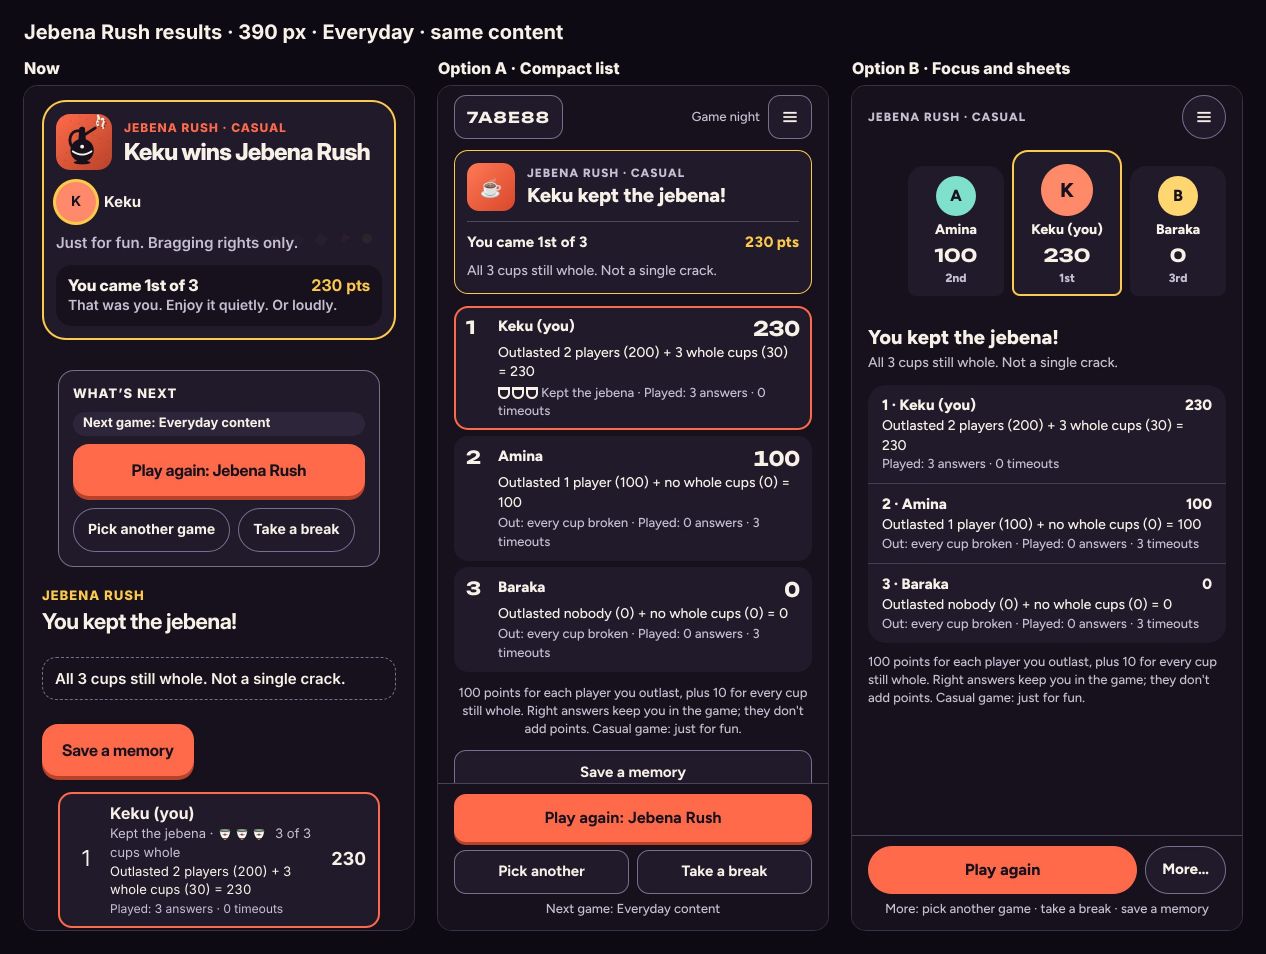 Jebena Rush results · 390 px · Everyday · same content
Now
JEBENA RUSH · CASUAL
Keku wins Jebena Rush
K
Keku
Just for fun. Bragging rights only.
You came 1st of 3
230 pts
That was you. Enjoy it quietly. Or loudly.
WHAT’S NEXT
Next game: Everyday content
Play again: Jebena Rush
Pick another game
Take a break
JEBENA RUSH
You kept the jebena!
All 3 cups still whole. Not a single crack.
Save a memory
1
Keku (you)
Kept the jebena · 3 of 3
cups whole
Outlasted 2 players (200) + 3
whole cups (30) = 230
Played: 3 answers · 0 timeouts
230
Option A · Compact list
7A8E88
Game night
JEBENA RUSH · CASUAL
Keku kept the jebena!
You came 1st of 3
230 pts
All 3 cups still whole. Not a single crack.
1
Keku (you)
230
Outlasted 2 players (200) + 3 whole cups (30)
= 230
Kept the jebena · Played: 3 answers · 0
timeouts
2
Amina
100
Outlasted 1 player (100) + no whole cups (0) =
100
Out: every cup broken · Played: 0 answers · 3
timeouts
3
Baraka
0
Outlasted nobody (0) + no whole cups (0) = 0
Out: every cup broken · Played: 0 answers · 3
timeouts
100 points for each player you outlast, plus 10 for every cup
still whole. Right answers keep you in the game; they don't
add points. Casual game: just for fun.
Save a memory
Play again: Jebena Rush
Pick another
Take a break
Next game: Everyday content
Option B · Focus and sheets
JEBENA RUSH · CASUAL
A
Amina
100
2nd
K
Keku (you)
230
1st
B
Baraka
0
3rd
You kept the jebena!
All 3 cups still whole. Not a single crack.
1 · Keku (you)
230
Outlasted 2 players (200) + 3 whole cups (30) =
230
Played: 3 answers · 0 timeouts
2 · Amina
100
Outlasted 1 player (100) + no whole cups (0) = 100
Out: every cup broken · Played: 0 answers · 3 timeouts
3 · Baraka
0
Outlasted nobody (0) + no whole cups (0) = 0
Out: every cup broken · Played: 0 answers · 3 timeouts
100 points for each player you outlast, plus 10 for every cup
still whole. Right answers keep you in the game; they don't
add points. Casual game: just for fun.
Play again
More...
More: pick another game · take a break · save a memory